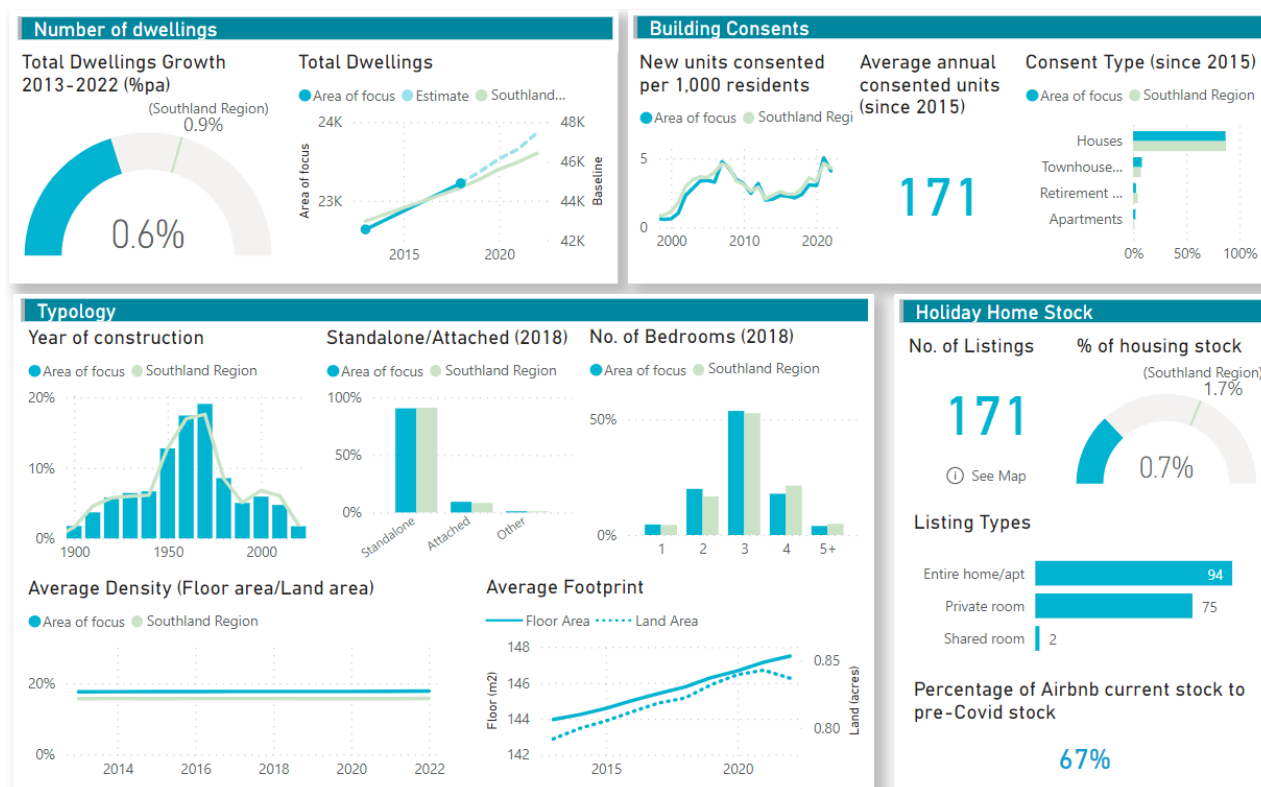 Number of dwellings
Total Dwellings Growth
2013-2022 (%pa)
(Southland Region)
0.9%
0.6%
Total Dwellings
Area of focus Estimate Southland...
24K
23K
Area of focus
48K
46K
44K
42K
Baseline
2015 2020
Building Consents
New units consented
per 1,000 residents
Area of focus Southland Regi
5
0
2000 2010 2020
Average annual
consented units
(since 2015)
171
Consent Type (since 2015)
Area of focus Southland Region
Houses
Townhouse...
Retirement ...
Apartments
0% 50% 100%
Typology
Year of construction
Area of focus Southland Region
20%
10%
0%
1900 1950 2000
Standalone/Attached (2018)
Area of focus Southland Region
100%
50%
0%
Standalone Attached Other
No. of Bedrooms (2018)
Area of focus Southland Region
50%
0%
1 2 3 4 5+
Average Density (Floor area/Land area)
Area of focus Southland Region
20%
0%
2014 2016 2018 2020 2022
Average Footprint
Floor Area Land Area
148
146
144
142
Floor (m2)
0.85
0.80
Land (acres)
2015 2020
Holiday Home Stock
No. of Listings
171
See Map
% of housing stock
(Southland Region)
1.7%
0.7%
Listing Types
Entire home/apt 94
Private room 75
Shared room 2
Percentage of Airbnb current stock to
pre-Covid stock
67%